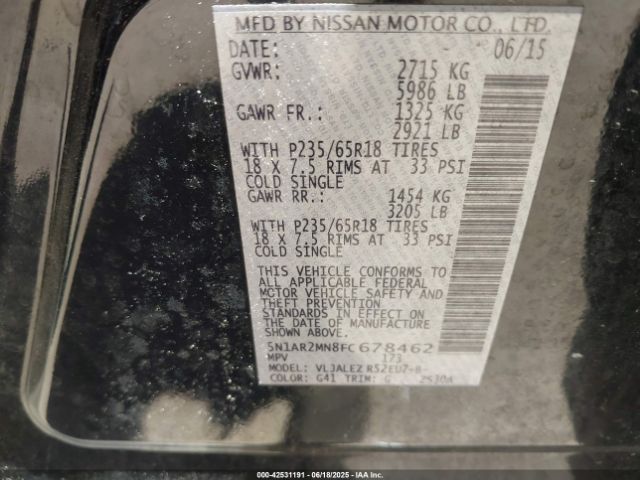 MFD BY NISSAN MOTOR CO., LTD.
DATE: 06/15
GVWR: 2715 KG
5986 LB
GAWR FR.: 1325 KG
2921 LB
WITH P235/65R18 TIRES
18 X 7.5 RIMS AT 33 PSI
COLD SINGLE
GAWR RR.: 1454 KG
3205 LB
WITH P235/65R18 TIRES
18 X 7.5 RIMS AT 33 PSI
COLD SINGLE
THIS VEHICLE CONFORMS TO
ALL APPLICABLE FEDERAL
MOTOR VEHICLE SAFETY AND
THEFT PREVENTION
STANDARDS IN EFFECT ON
THE DATE OF MANUFACTURE
SHOWN ABOVE.
5N1AR2MN8FC678462
MPV 173
MODEL: VLJALEZ R52EU7-B-
COLOR: G41 TRIM: G 2530A
000-42531191 - 06/18/2025 - IAA Inc.